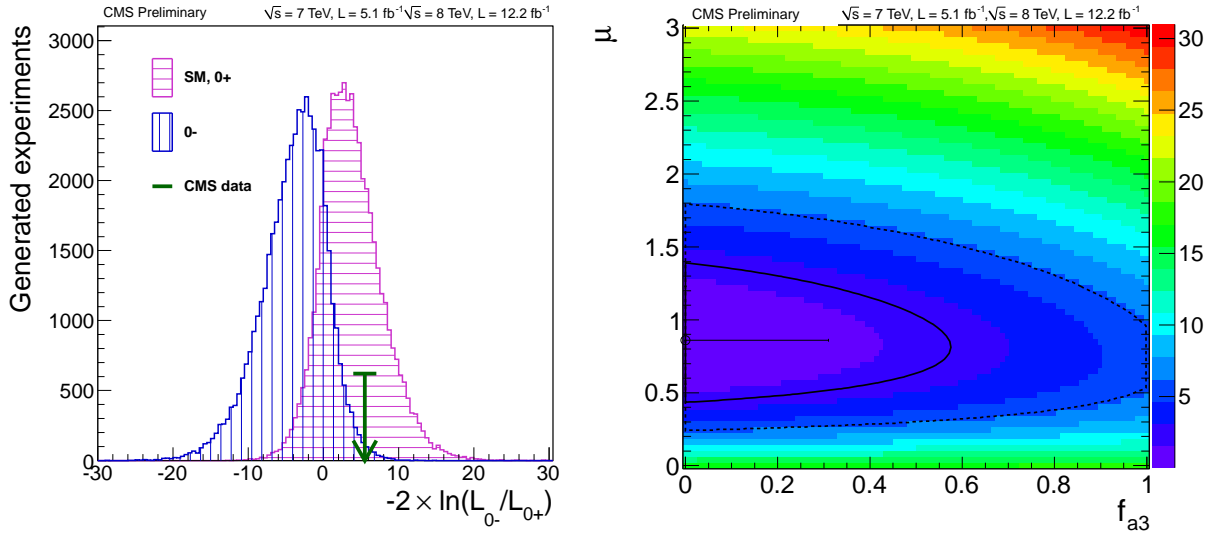 CMS Preliminary √s = 7 TeV, L = 5.1 fb⁻¹ √s = 8 TeV, L = 12.2 fb⁻¹
Generated experiments
3000
2500
2000
1500
1000
500
0
SM, 0+
0-
CMS data
-30 -20 -10 0 10 20 30
-2 × ln(L₀₋/L₀₊)
CMS Preliminary √s = 7 TeV, L = 5.1 fb⁻¹,√s = 8 TeV, L = 12.2 fb⁻¹
μ
3
2.5
2
1.5
1
0.5
0
0 0.2 0.4 0.6 0.8 1
f_a3
30
25
20
15
10
5